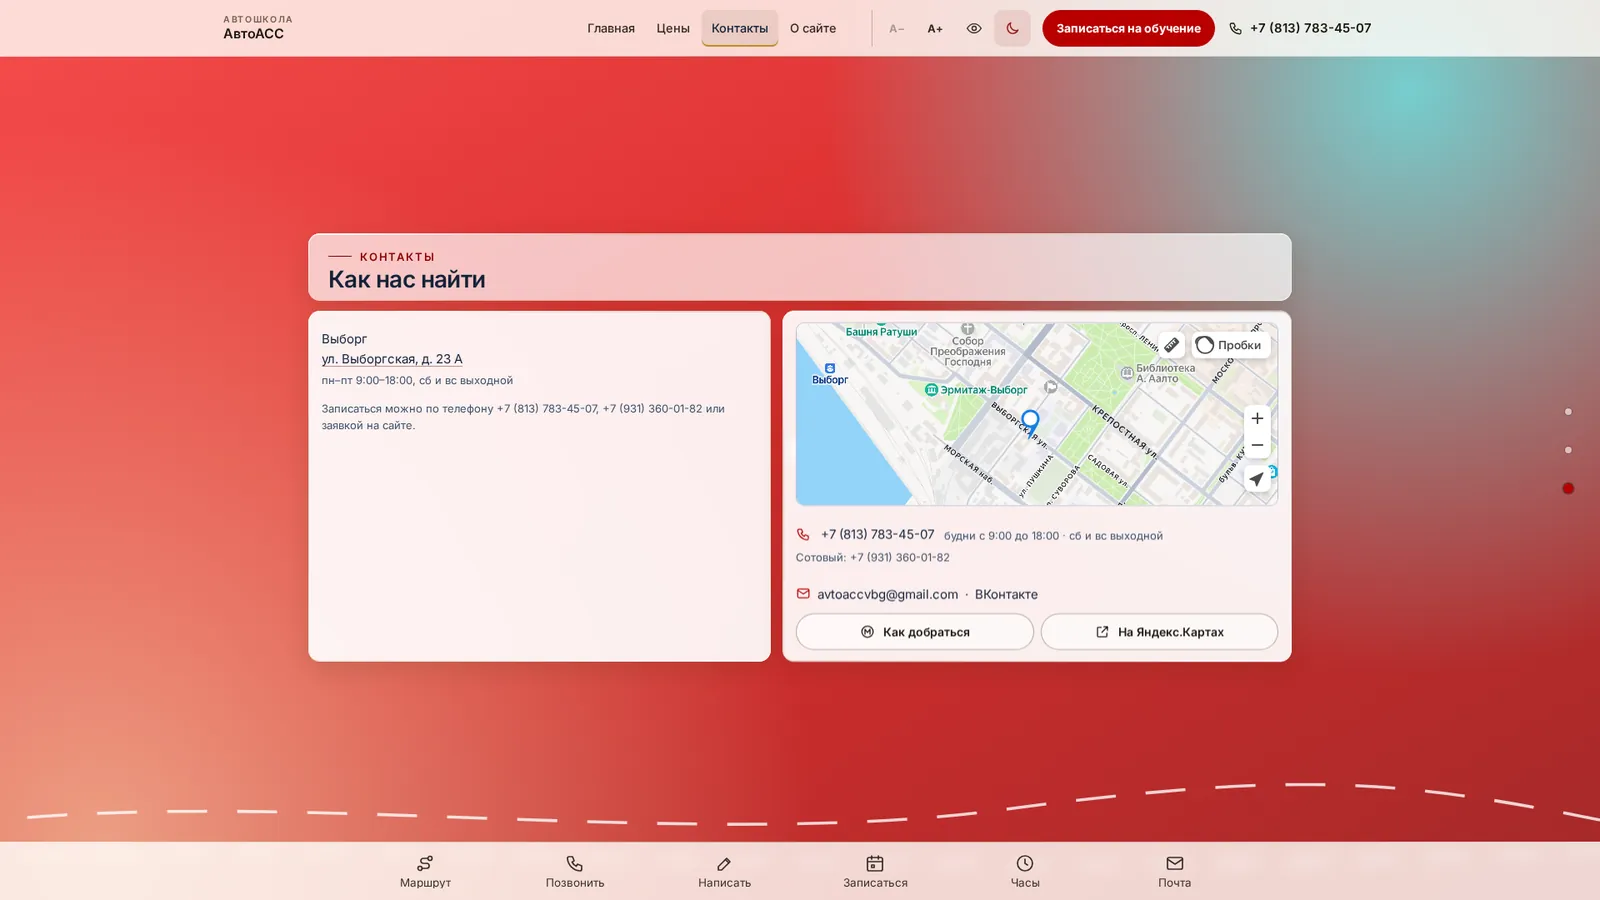 АВТОШКОЛА
АвтоАСС
Главная
Цены
Контакты
О сайте
A−
A+
Записаться на обучение
+7 (813) 783-45-07
КОНТАКТЫ
Как нас найти
Выборг
ул. Выборгская, д. 23 А
пн–пт 9:00–18:00, сб и вс выходной
Записаться можно по телефону +7 (813) 783-45-07, +7 (931) 360-01-82 или
заявкой на сайте.
Башня Ратуши
Собор
Преображения
Господня
Пробки
Выборг
Эрмитаж-Выборг
Библиотека
А. Аалто
ВЫБОРГСКАЯ ул.
КРЕПОСТНАЯ ул.
МОРСКАЯ наб.
ул. ПУШКИНА
СУВОРОВА
САДОВАЯ ул.
+7 (813) 783-45-07 будни с 9:00 до 18:00 · сб и вс выходной
Сотовый: +7 (931) 360-01-82
avtoaccvbg@gmail.com · ВКонтакте
Как добраться
На Яндекс.Картах
Маршрут
Позвонить
Написать
Записаться
Часы
Почта